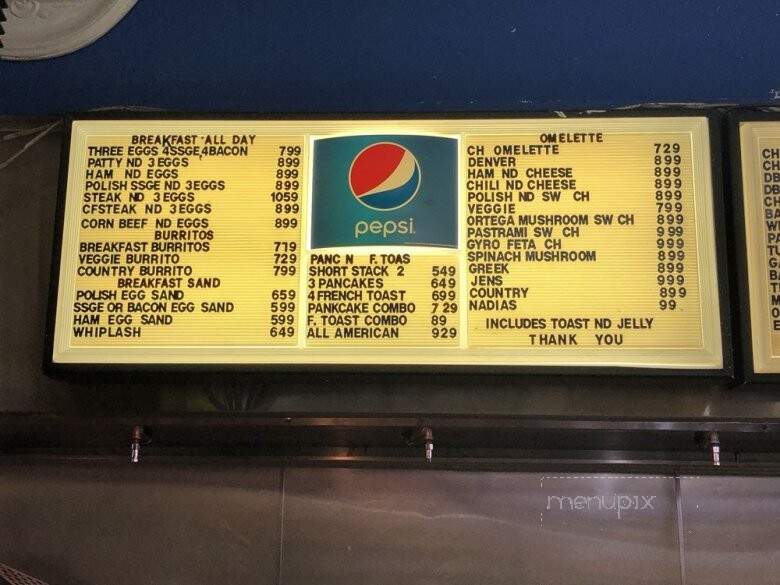 BREAKFAST ALL DAY
THREE EGGS 4SSGE,4BACON 799
PATTY ND 3 EGGS 899
HAM ND EGGS 899
POLISH SSGE ND 3EGGS 899
STEAK ND 3 EGGS 1059
CFSTEAK ND 3 EGGS 899
CORN BEEF ND EGGS 899
BURRITOS
BREAKFAST BURRITOS 719
VEGGIE BURRITO 729
COUNTRY BURRITO 799
BREAKFAST SAND
POLISH EGG SAND 659
SSGE OR BACON EGG SAND 599
HAM EGG SAND 599
WHIPLASH 649
pepsi
PANC N F.TOAS
SHORT STACK 2 549
3 PANCAKES 649
4 FRENCH TOAST 699
PANKCAKE COMBO 7 29
F. TOAST COMBO 89
ALL AMERICAN 929
OMELETTE
CH OMELETTE 729
DENVER 899
HAM ND CHEESE 899
CHILI ND CHEESE 899
POLISH ND SW CH 899
VEGGIE 799
ORTEGA MUSHROOM SW CH 899
PASTRAMI SW CH 999
GYRO FETA CH 999
SPINACH MUSHROOM 899
GREEK 899
JENS 999
COUNTRY 899
NADIAS 99
INCLUDES TOAST ND JELLY
THANK YOU
menupix